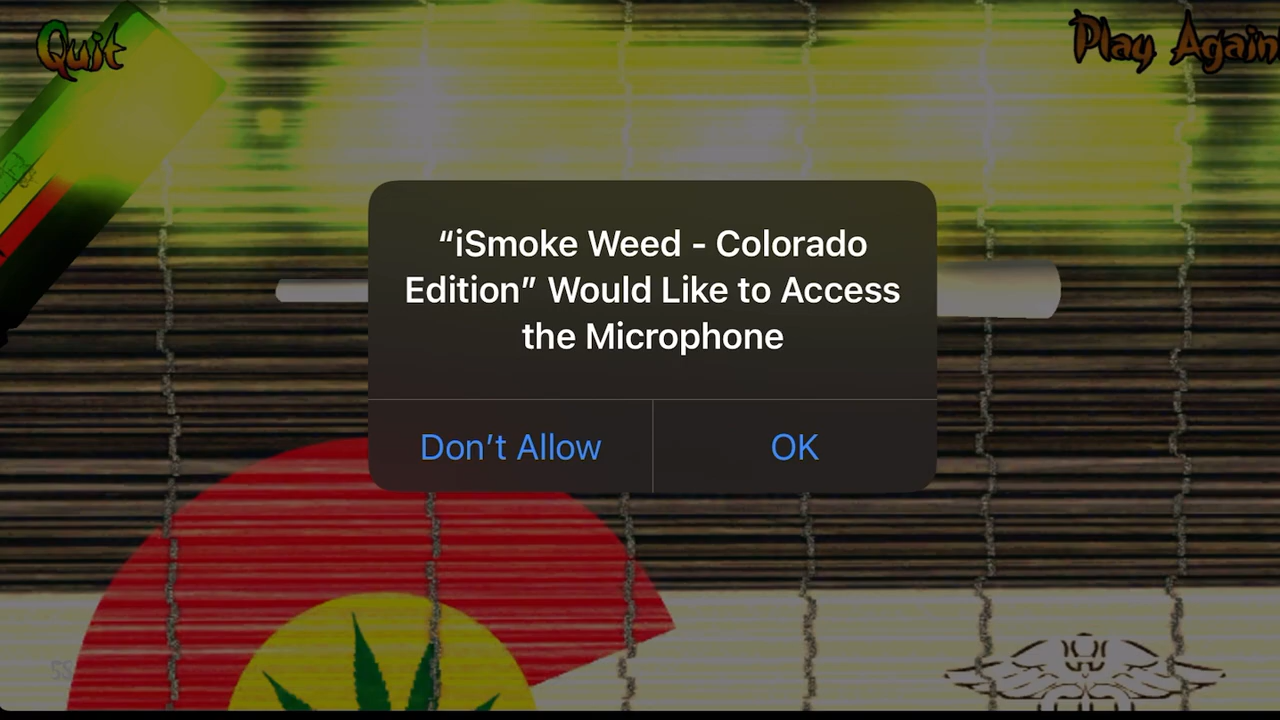 Quit
Play Again
“iSmoke Weed - Colorado
Edition” Would Like to Access
the Microphone
Don’t Allow
OK